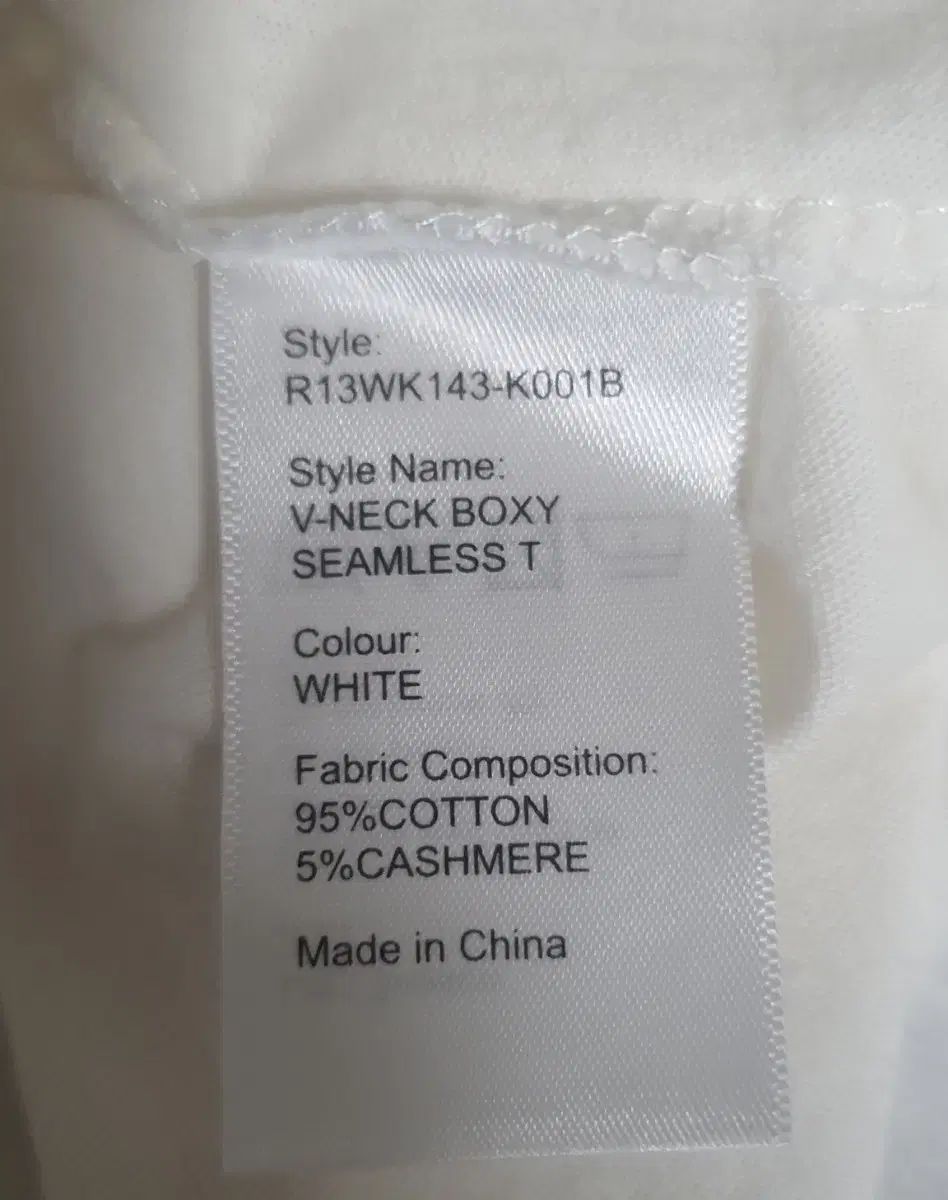 Style:
R13WK143-K001B
Style Name:
V-NECK BOXY
SEAMLESS T
Colour:
WHITE
Fabric Composition:
95%COTTON
5%CASHMERE
Made in China